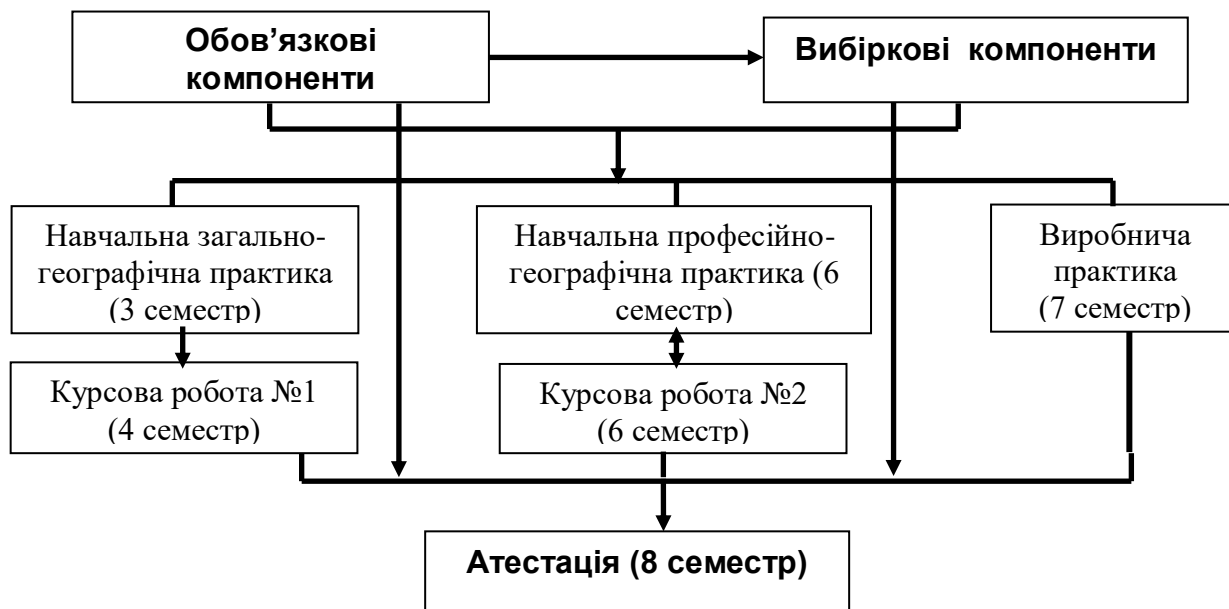 Обов’язкові
компоненти
Вибіркові компоненти
Навчальна загально-
географічна практика
(3 семестр)
Навчальна професійно-
географічна практика (6
семестр)
Виробнича
практика
(7 семестр)
Курсова робота №1
(4 семестр)
Курсова робота №2
(6 семестр)
Атестація (8 семестр)